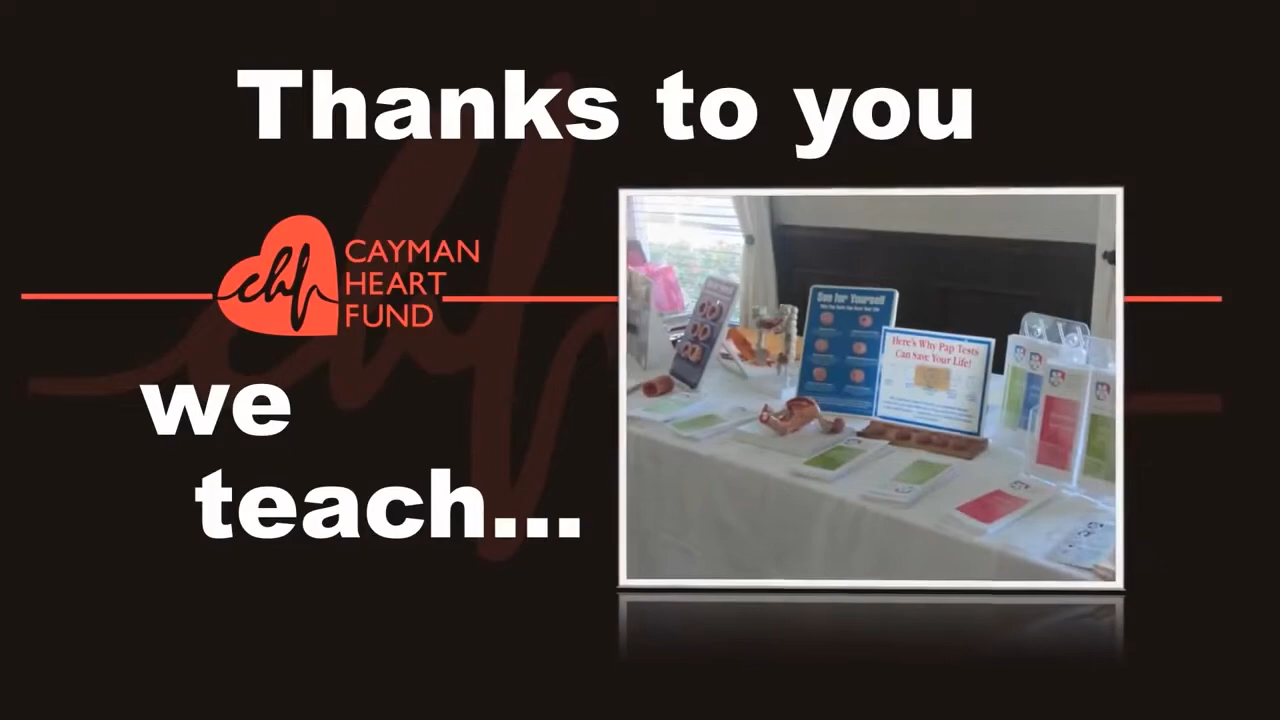 Thanks to you
chf
CAYMAN
HEART
FUND
we
teach...
See for Yourself
Here's Why Pap Tests
Can Save Your Life!